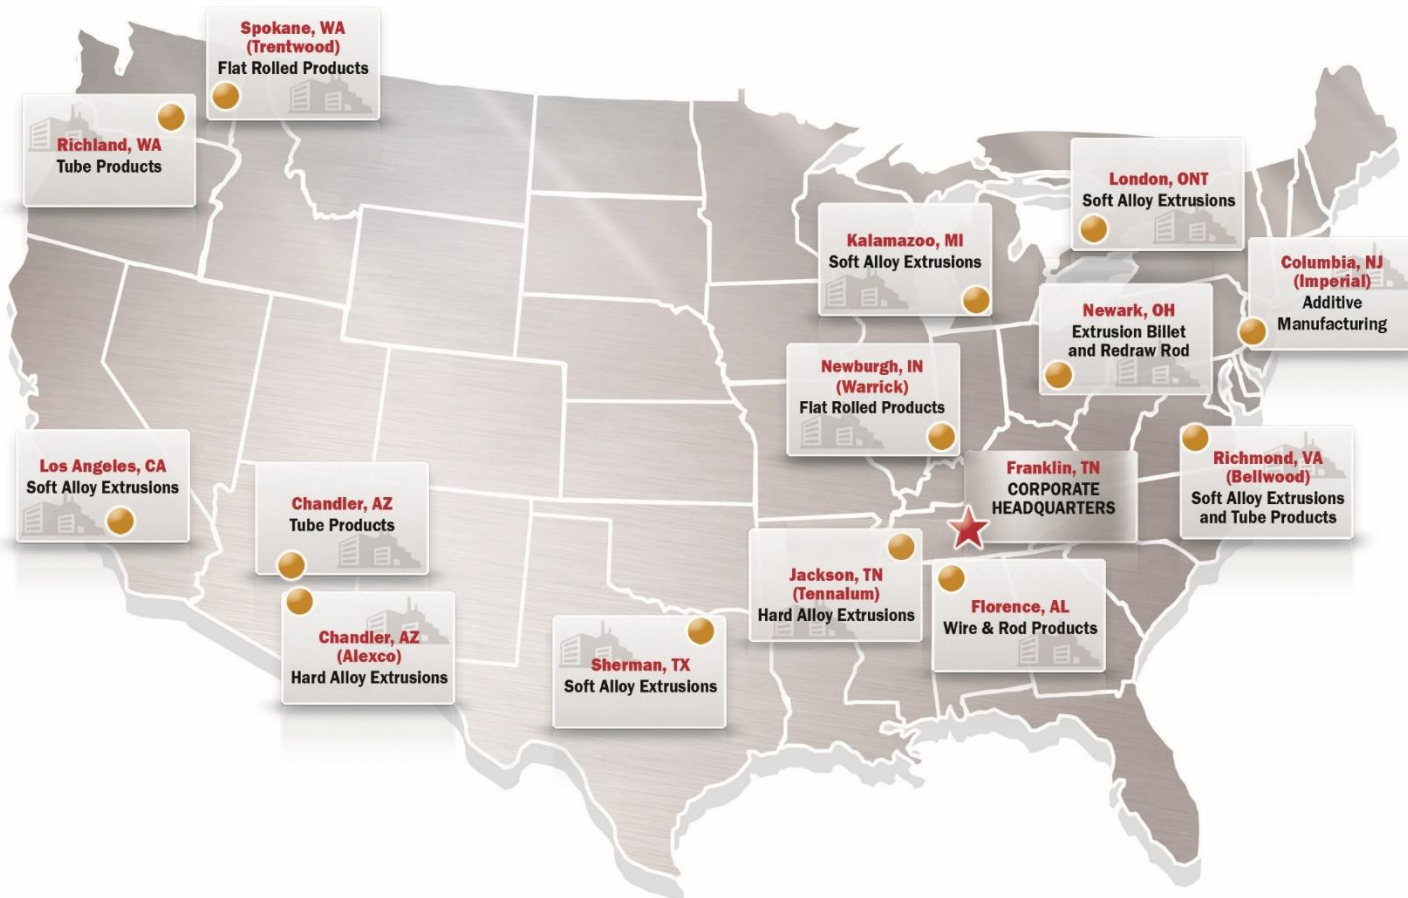 Spokane, WA
(Trentwood)
Flat Rolled Products
Richland, WA
Tube Products
London, ONT
Soft Alloy Extrusions
Kalamazoo, MI
Soft Alloy Extrusions
Columbia, NJ
(Imperial)
Additive
Manufacturing
Newark, OH
Extrusion Billet
and Redraw Rod
Newburgh, IN
(Warrick)
Flat Rolled Products
Los Angeles, CA
Soft Alloy Extrusions
Chandler, AZ
Tube Products
Franklin, TN
CORPORATE
HEADQUARTERS
Richmond, VA
(Bellwood)
Soft Alloy Extrusions
and Tube Products
Jackson, TN
(Tennalum)
Hard Alloy Extrusions
Florence, AL
Wire & Rod Products
Chandler, AZ
(Alexco)
Hard Alloy Extrusions
Sherman, TX
Soft Alloy Extrusions